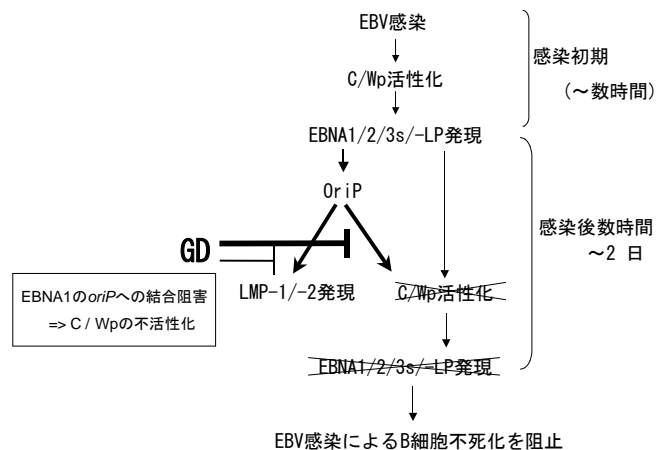 EBV感染
C/Wp活性化
感染初期
(～数時間)
EBNA1/2/3s/-LP発現
OriP
感染後数時間
～2 日
GD
EBNA1のoriPへの結合阻害
=> C / Wpの不活性化
LMP-1/-2発現
C/Wp活性化
EBNA1/2/3s/-LP発現
EBV感染によるB細胞不死化を阻止